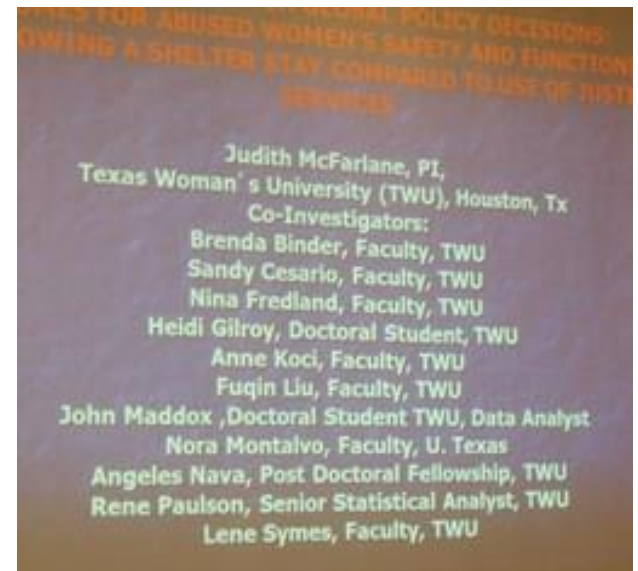 GLOBAL POLICY DECISIONS:
FOR ABUSED WOMEN'S SAFETY AND
A SHELTER STAY COMPARED TO USE OF
SERVICES
Judith McFarlane, PI,
Texas Woman's University (TWU), Houston, Tx
Co-Investigators:
Brenda Binder, Faculty, TWU
Sandy Cesario, Faculty, TWU
Nina Fredland, Faculty, TWU
Heidi Gilroy, Doctoral Student, TWU
Anne Koci, Faculty, TWU
Fuqin Liu, Faculty, TWU
John Maddox ,Doctoral Student TWU, Data Analyst
Nora Montalvo, Faculty, U. Texas
Angeles Nava, Post Doctoral Fellowship, TWU
Rene Paulson, Senior Statistical Analyst, TWU
Lene Symes, Faculty, TWU